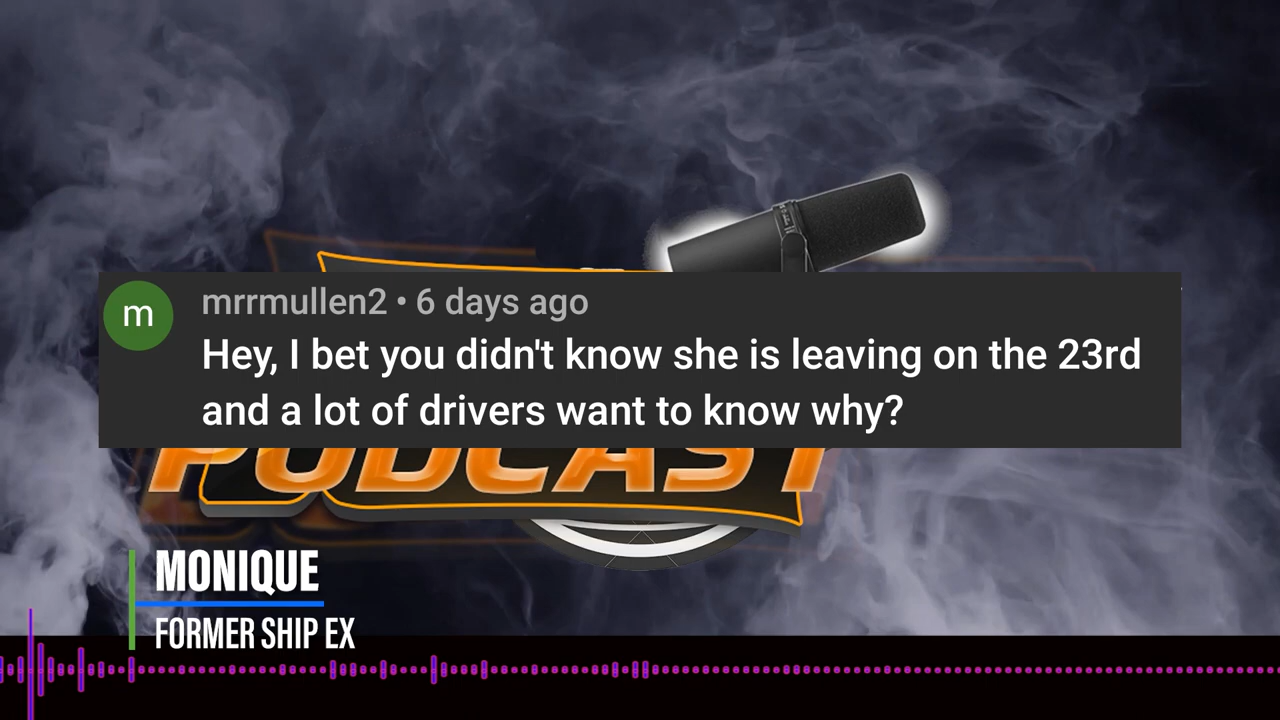 m
mrrmullen2 • 6 days ago
Hey, I bet you didn't know she is leaving on the 23rd
and a lot of drivers want to know why?
PODCAST
MONIQUE
FORMER SHIP EX